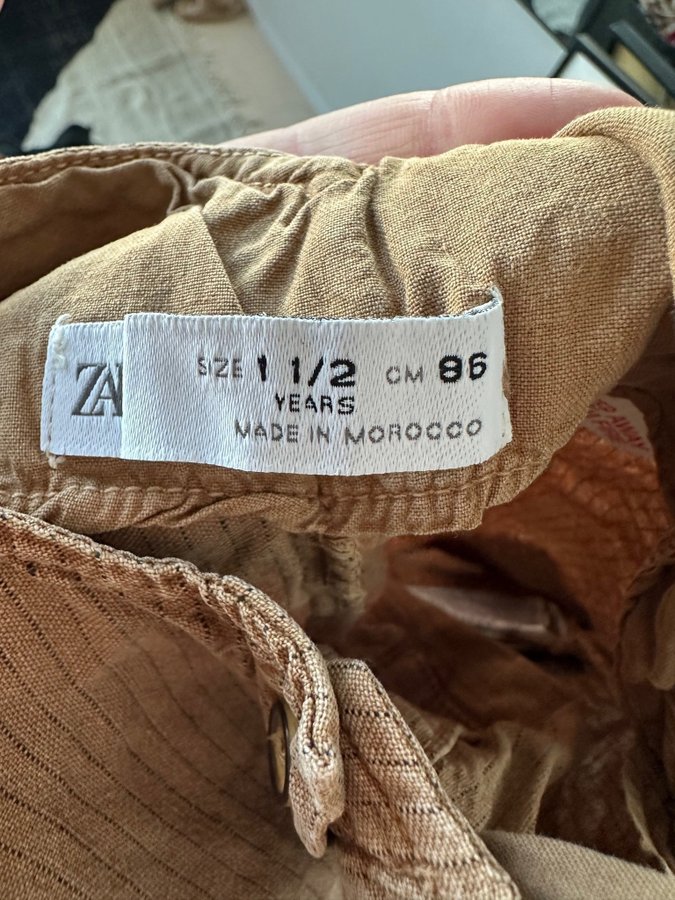 ZA
SIZE 1 1/2 CM 86
YEARS
MADE IN MOROCCO